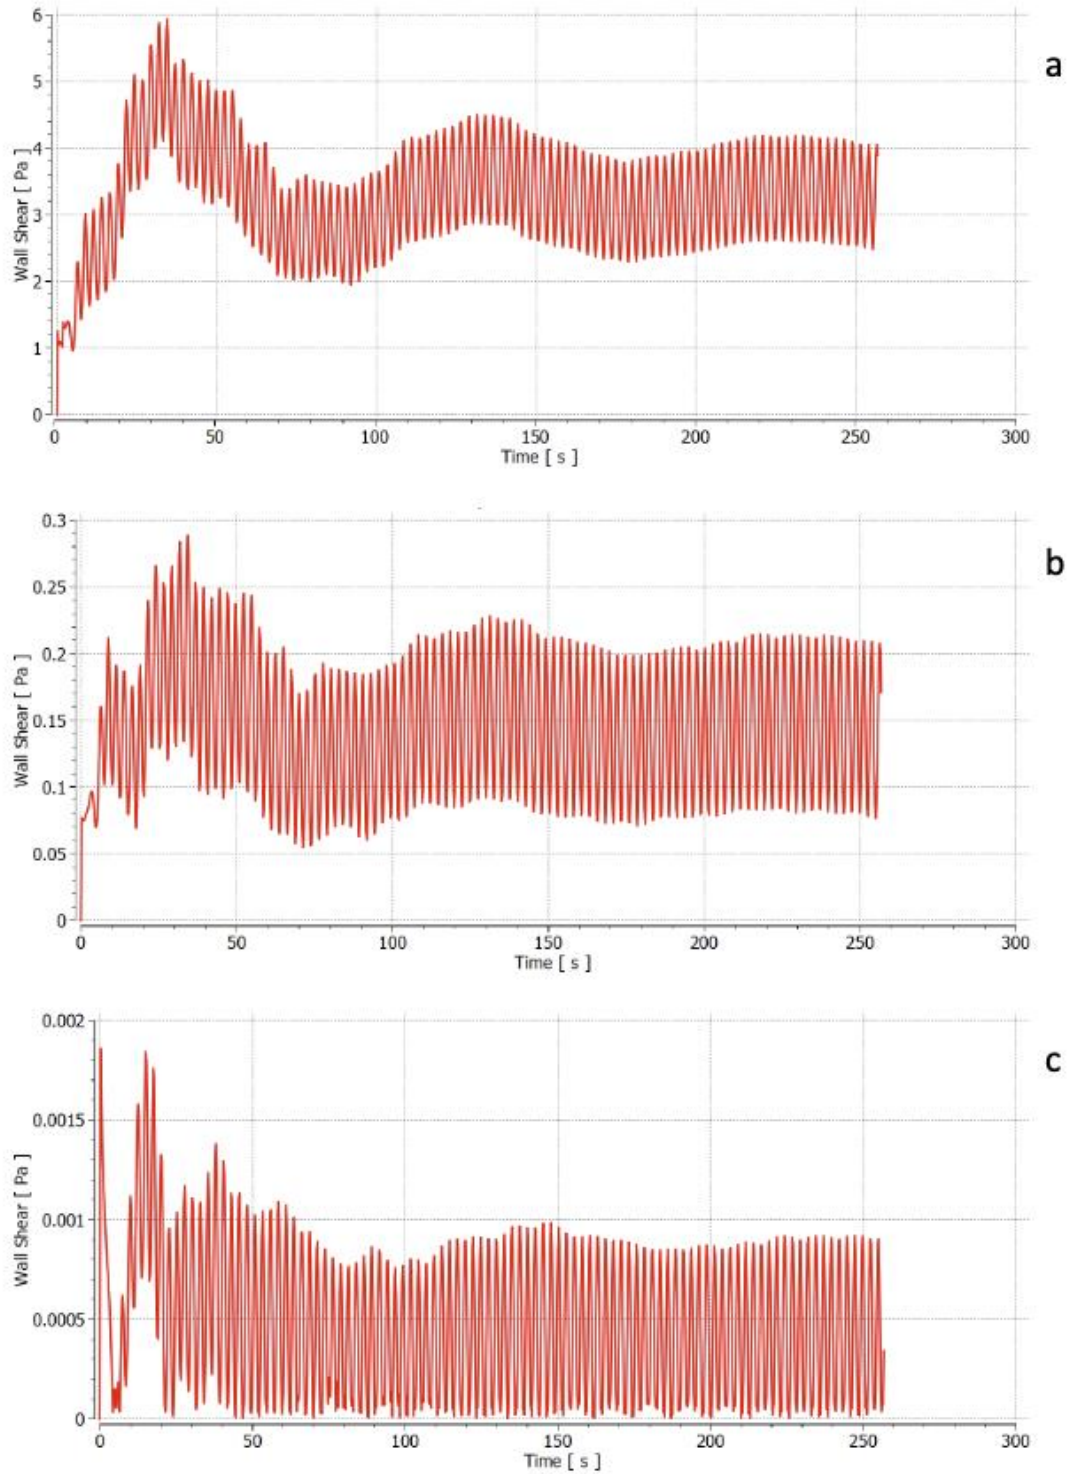 6
a
5
4
Wall Shear [ Pa ]
3
2
1
0
0 50 100 150 200 250 300
Time [ s ]
0.3
b
0.25
0.2
Wall Shear [ Pa ]
0.15
0.1
0.05
0
0 50 100 150 200 250 300
Time [ s ]
0.002
c
0.0015
Wall Shear [ Pa ]
0.001
0.0005
0
0 50 100 150 200 250 300
Time [ s ]